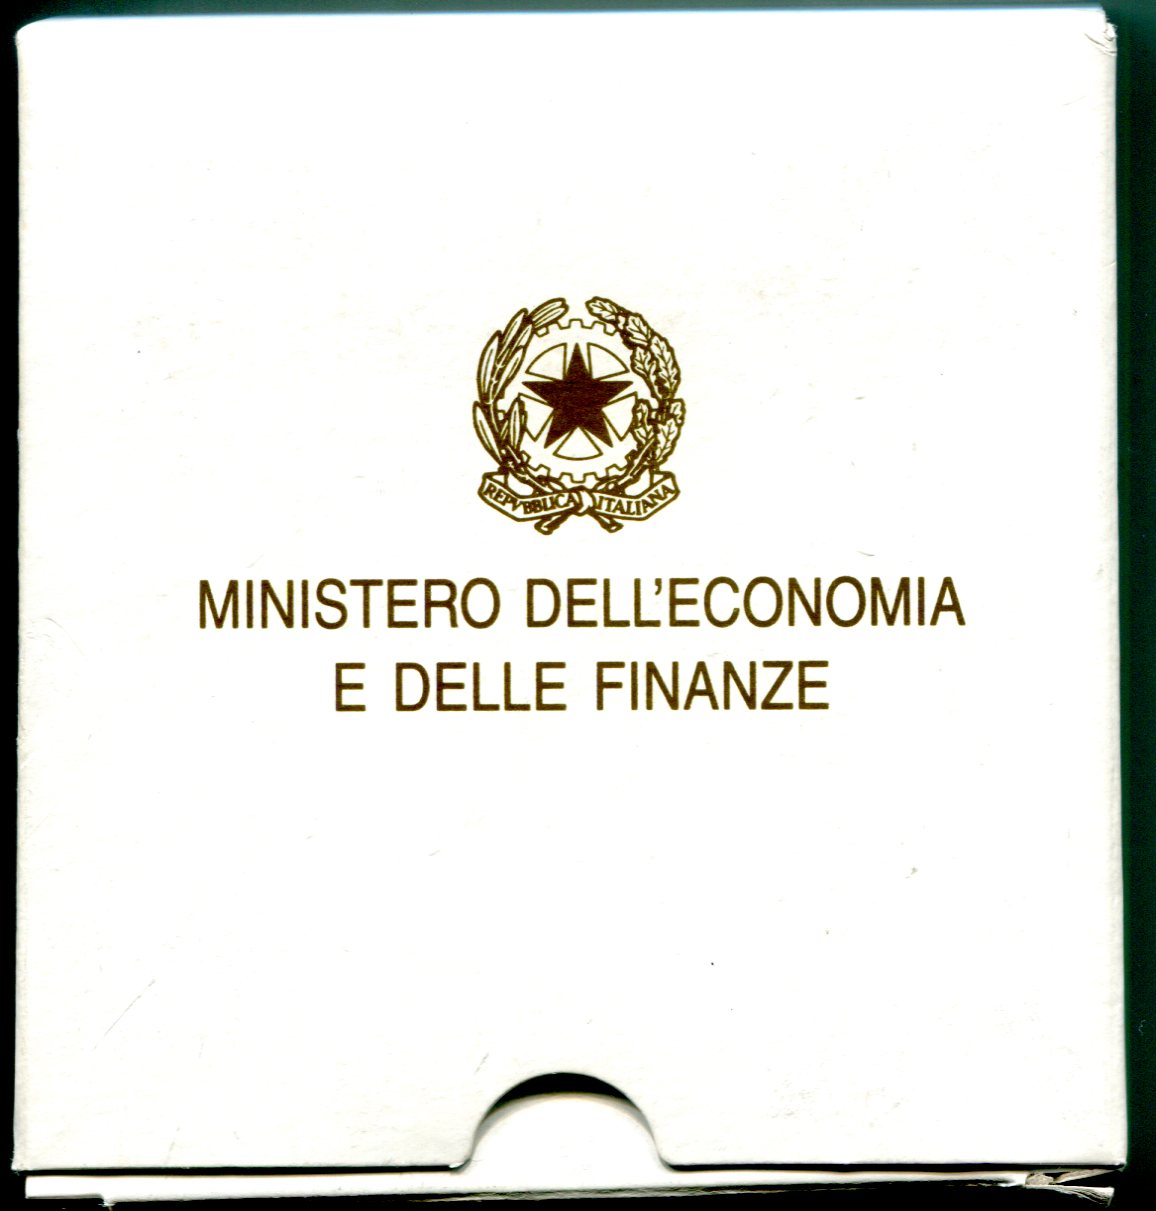 REPVBBLICA ITALIANA
MINISTERO DELL'ECONOMIA
E DELLE FINANZE